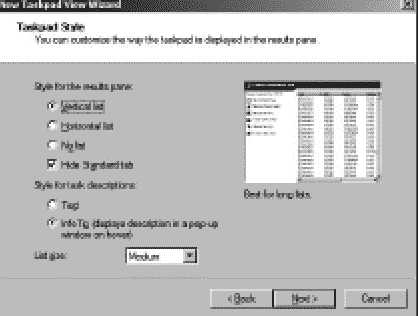 New Taskpad View Wizard
Taskpad Style
You can customize the way the taskpad is displayed in the results pane.
Style for the results pane:
Vertical list
Horizontal list
No list
Hide Standard tab
Style for task descriptions:
Text
InfoTip (displays description in a pop-up
window on hover)
List size:
Medium
Best for long lists.
< Back
Next >
Cancel